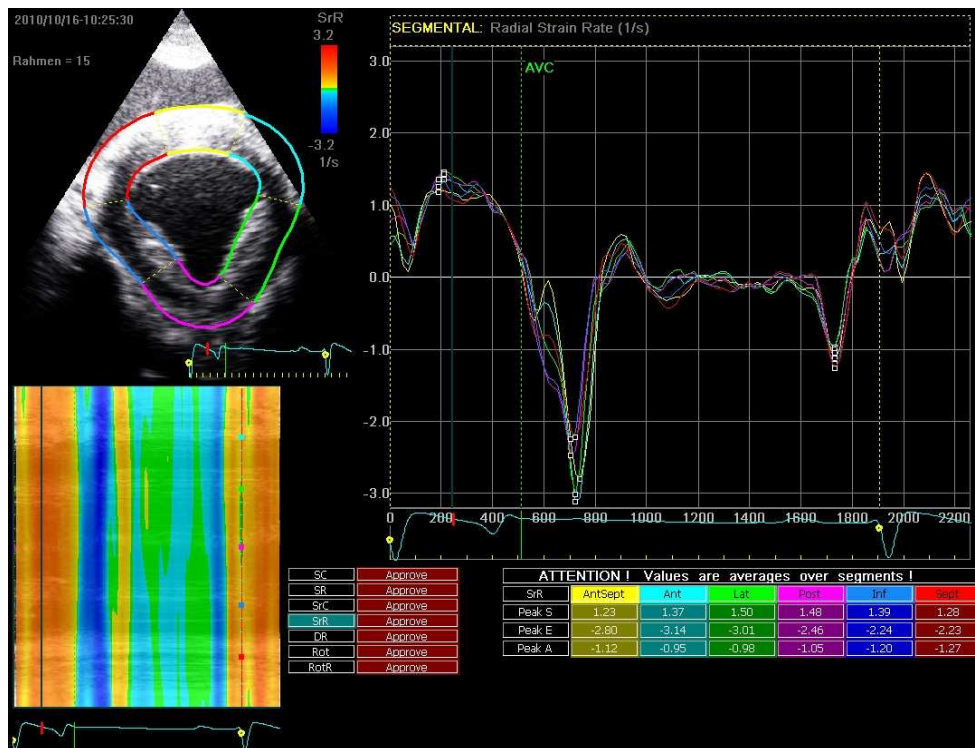 2010/10/16-10:25:30
SrR
3.2
Rahmen = 15
-3.2
1/s
SEGMENTAL: Radial Strain Rate (1/s)
AVC
3.0
2.0
1.0
0.0
-1.0
-2.0
-3.0
0 200 400 600 800 1000 1200 1400 1600 1800 2000 2200
SC Approve
SR Approve
SrC Approve
SrR Approve
DR Approve
Rot Approve
RotR Approve
ATTENTION ! Values are averages over segments !
SrR AntSept Ant Lat Post Inf Sept
Peak S 1.23 1.37 1.50 1.48 1.39 1.28
Peak E -2.80 -3.14 -3.01 -2.46 -2.24 -2.23
Peak A -1.12 -0.95 -0.98 -1.05 -1.20 -1.27